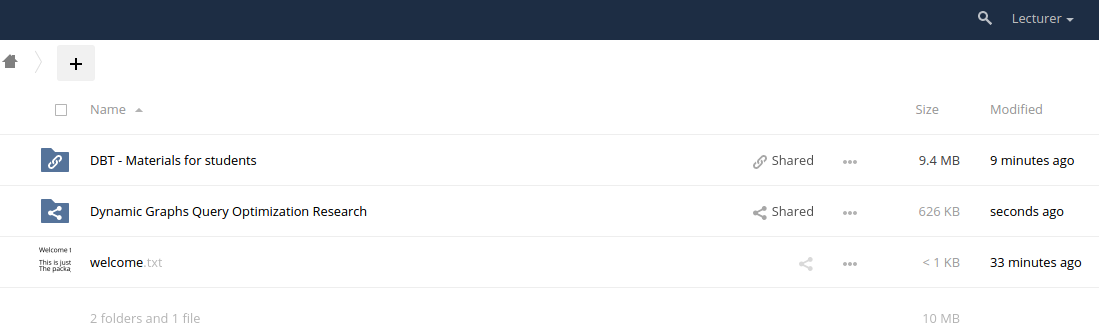 Lecturer
+
Name Size Modified
DBT - Materials for students Shared ••• 9.4 MB 9 minutes ago
Dynamic Graphs Query Optimization Research Shared ••• 626 KB seconds ago
Welcome t
This is just
The packa
welcome.txt ••• < 1 KB 33 minutes ago
2 folders and 1 file 10 MB